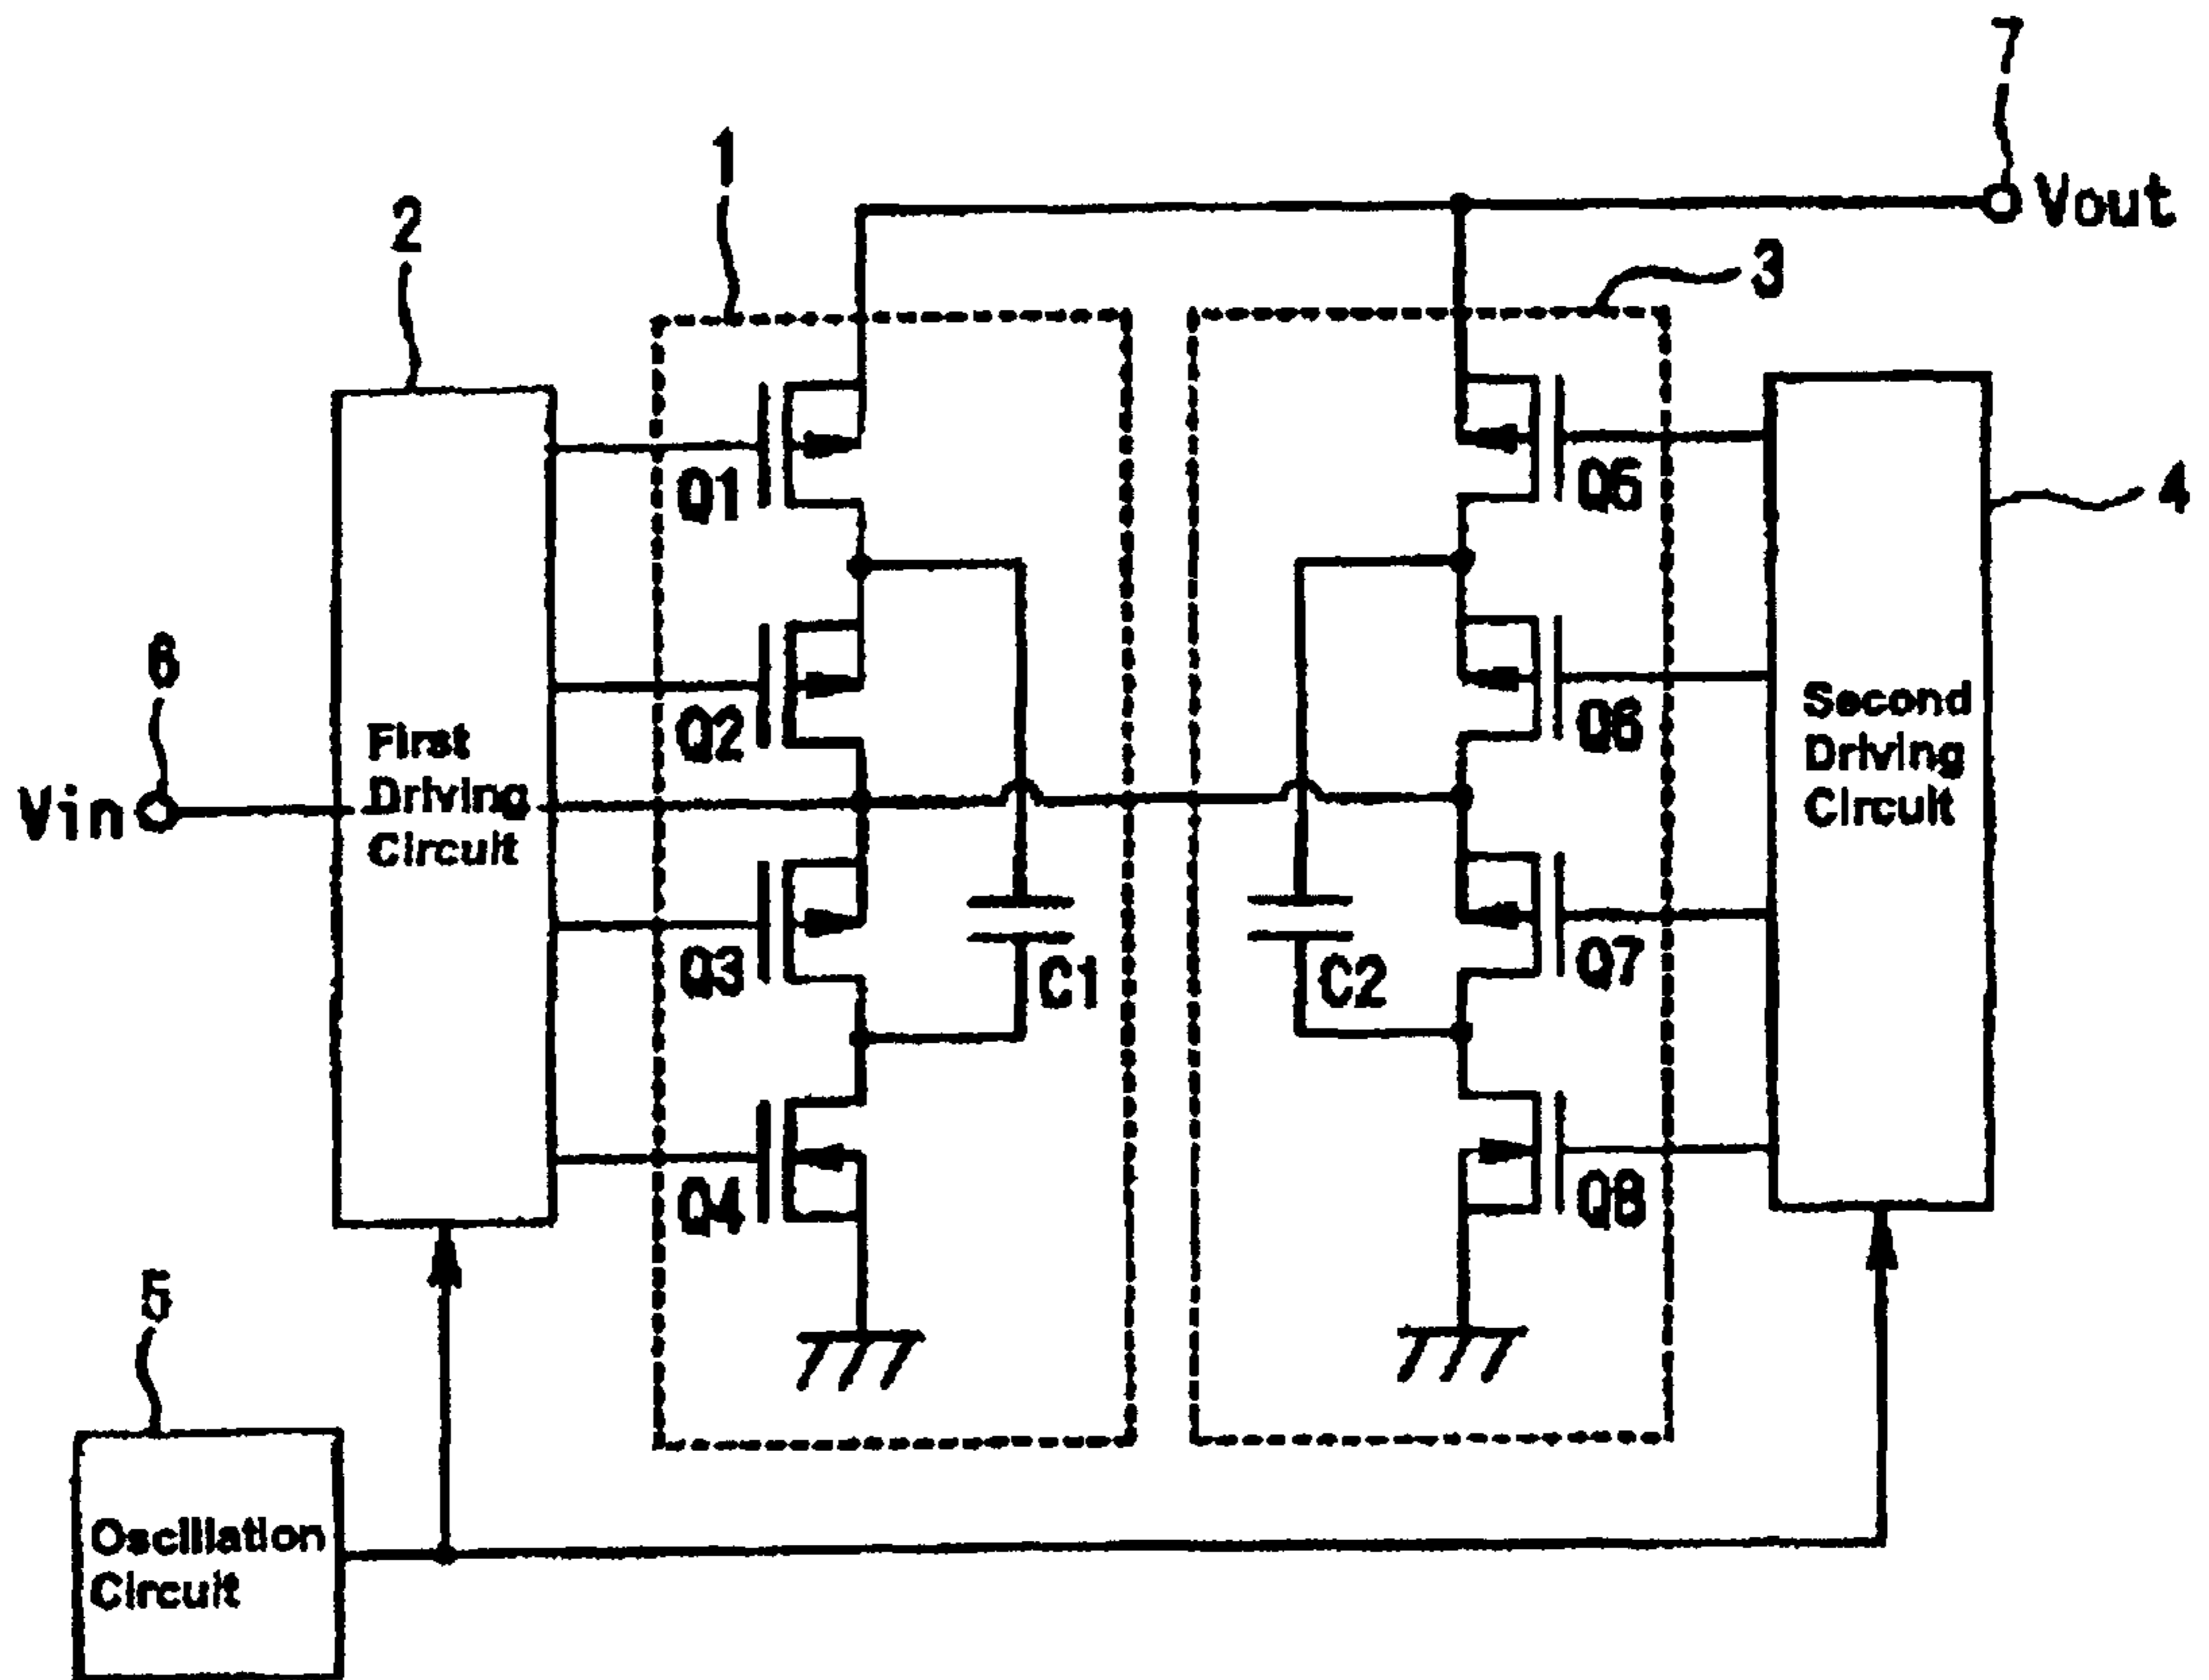 7
1
2
Vout
3
Q1
Q5
4
6
Q2
Q6
First
Driving
Circuit
Second
Driving
Circuit
Vin
Q3
C1
C2
Q7
Q4
Q8
5
Oscillation
Circuit